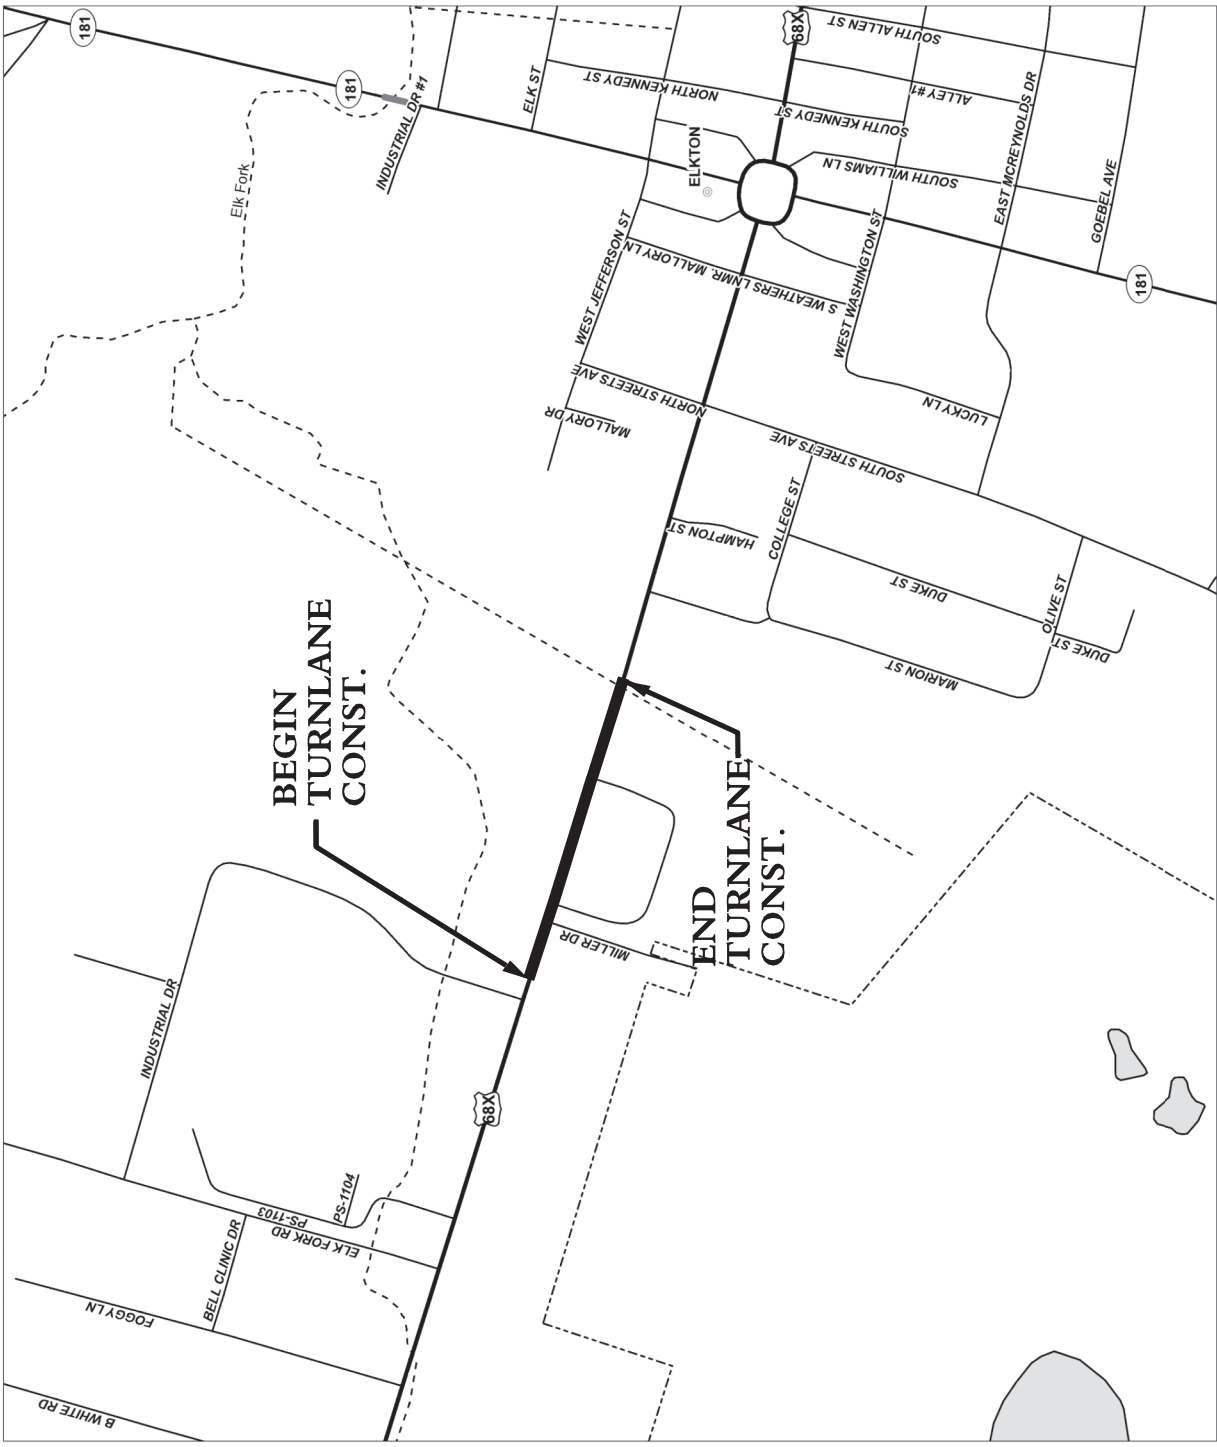 181
181
INDUSTRIAL DR #1
ELK ST
NORTH KENNEDY ST
68X
SOUTH ALLEN ST
ALLEY #1
SOUTH KENNEDY ST
EAST MCREYNOLDS DR
ELKTON
SOUTH WILLIAMS LN
GOEBEL AVE
Elk Fork
WEST JEFFERSON ST
MR. MALLORY LN
S WEATHERS LN
WEST WASHINGTON ST
181
NORTH STREETS AVE
MALLORY DR
LUCKY LN
SOUTH STREETS AVE
HAMPTON ST
COLLEGE ST
DUKE ST
OLIVE ST
DUKE ST
MARION ST
BEGIN
TURNLANE
CONST.
END
TURNLANE
CONST.
MILLER DR
INDUSTRIAL DR
68X
PS-1104
PS-1103
ELK FORK RD
BELL CLINIC DR
FOGGY LN
B WHITE RD